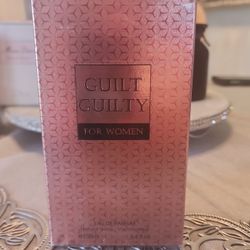 GUILT
GUILTY
FOR WOMEN
EAU DE PARFUM